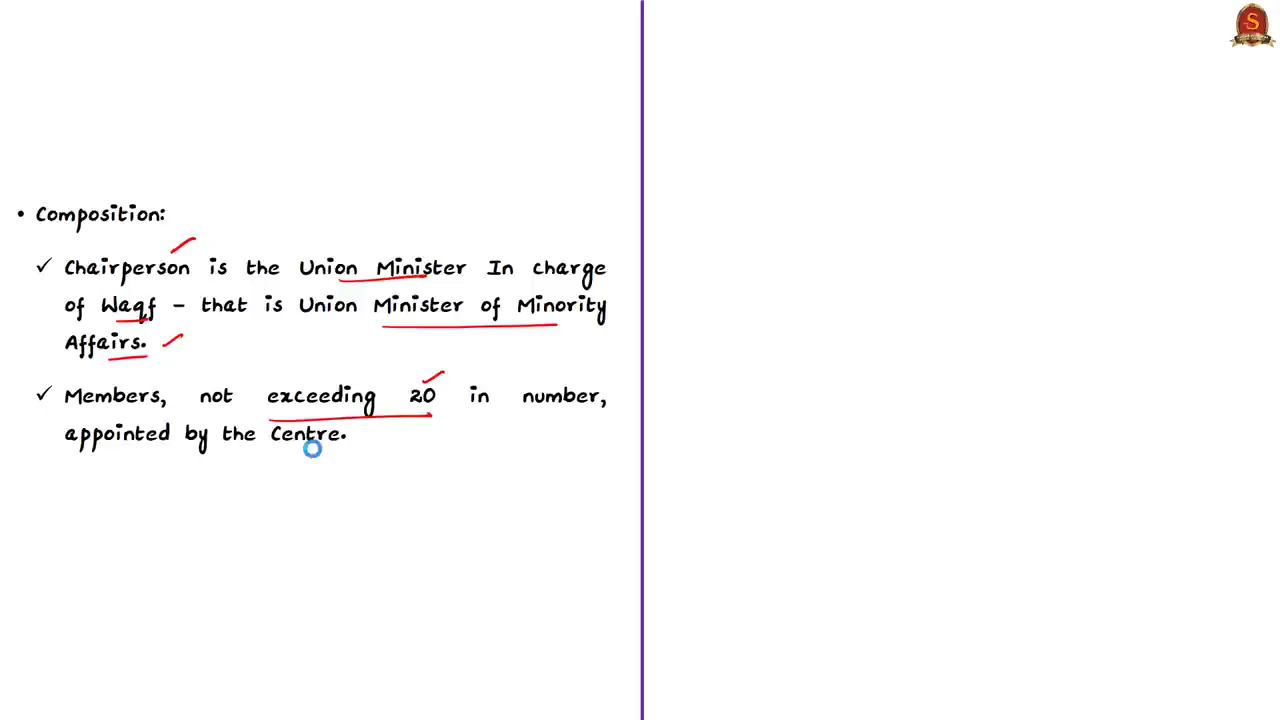 • Composition:
✓ Chairperson is the Union Minister In charge
of Waqf – that is Union Minister of Minority
Affairs.
✓ Members, not exceeding 20 in number,
appointed by the Centre.
S